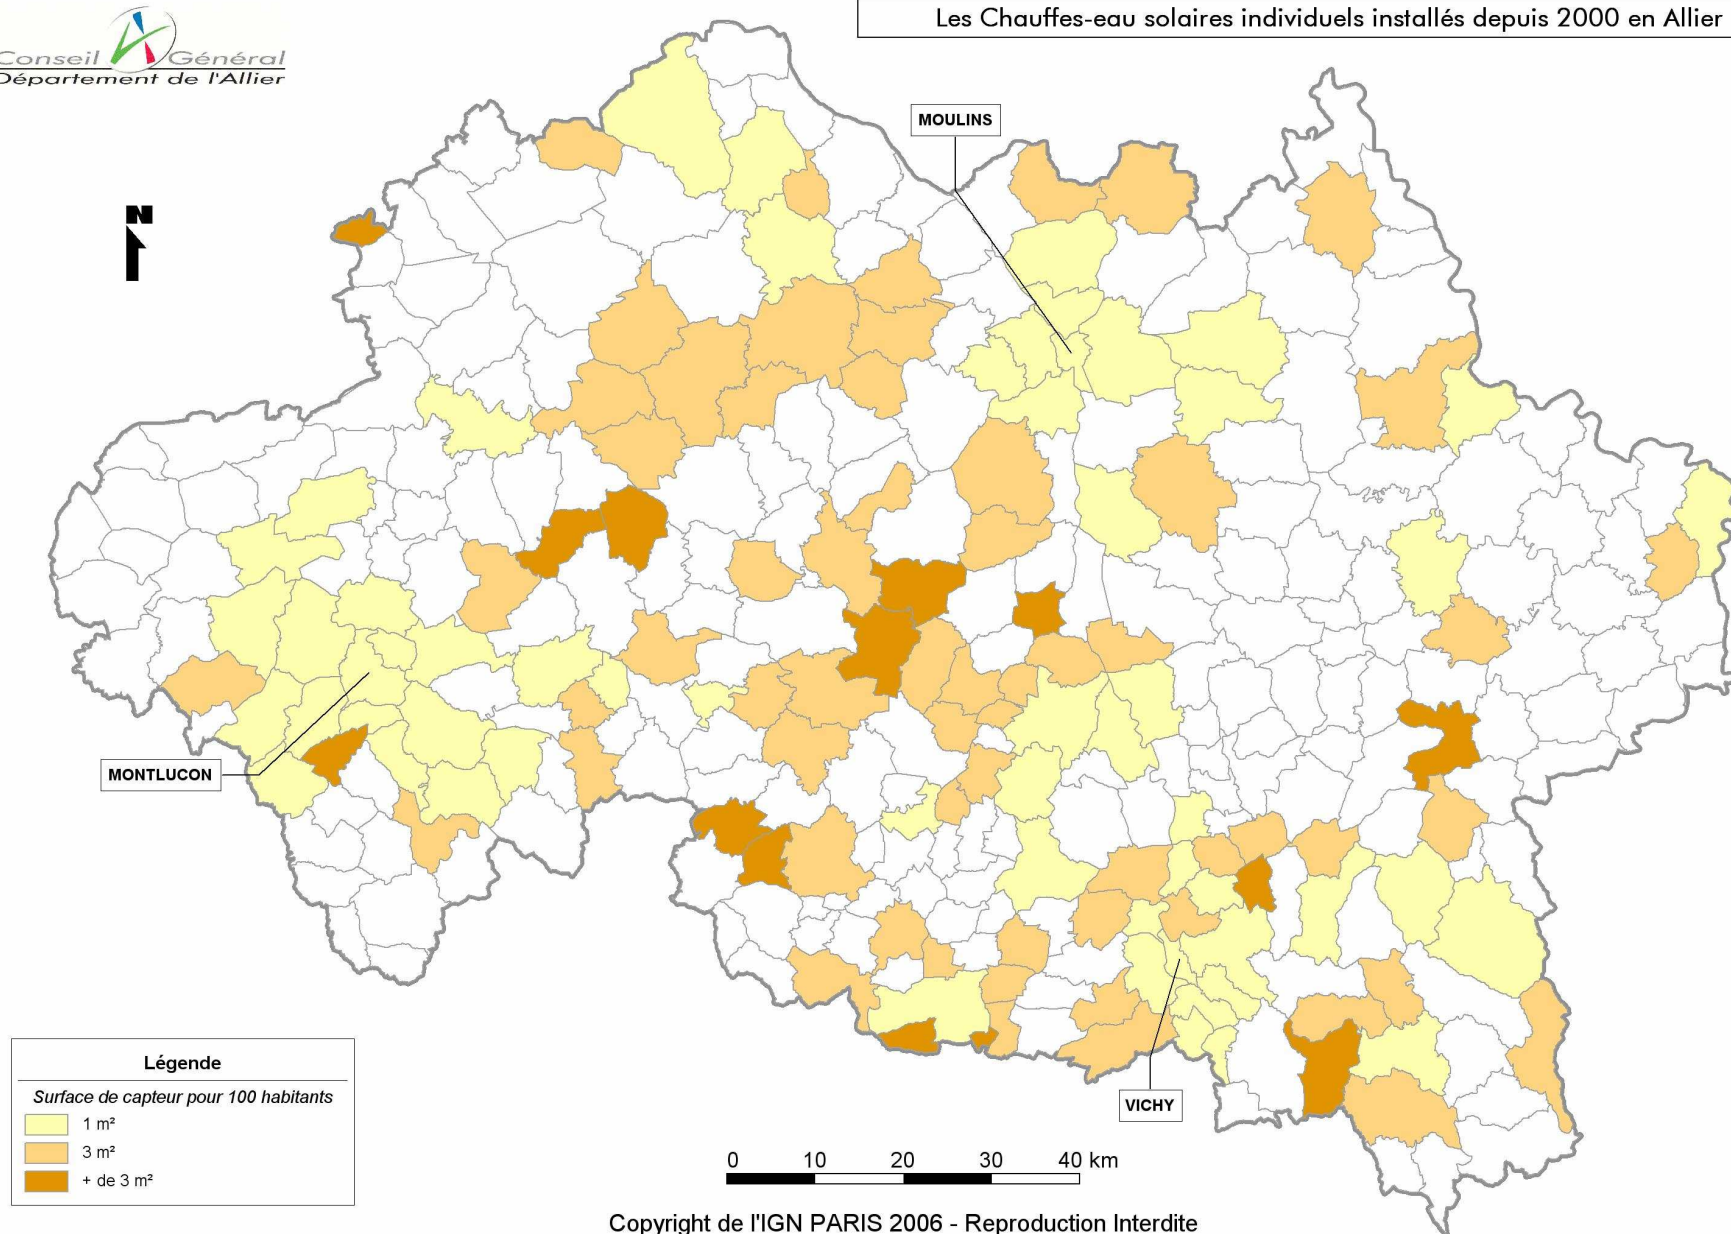 Les Chauffes-eau solaires individuels installés depuis 2000 en Allier
Conseil Général
Département de l'Allier
MOULINS
N
MONTLUCON
VICHY
Légende
Surface de capteur pour 100 habitants
1 m²
3 m²
+ de 3 m²
0 10 20 30 40 km
Copyright de l'IGN PARIS 2006 - Reproduction Interdite